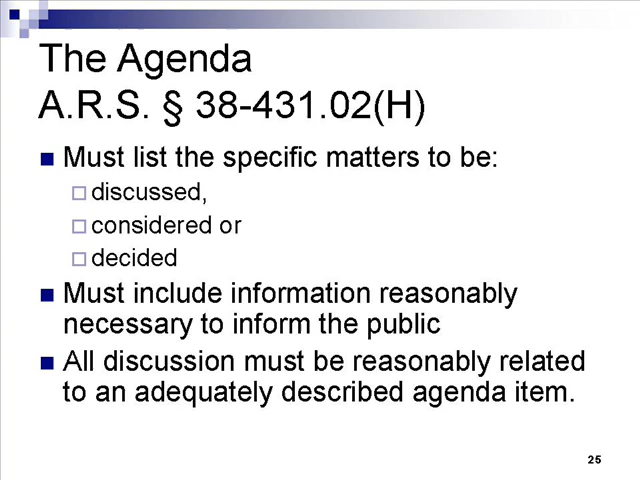 The Agenda
A.R.S. § 38-431.02(H)
Must list the specific matters to be:
discussed,
considered or
decided
Must include information reasonably
necessary to inform the public
All discussion must be reasonably related
to an adequately described agenda item.
25